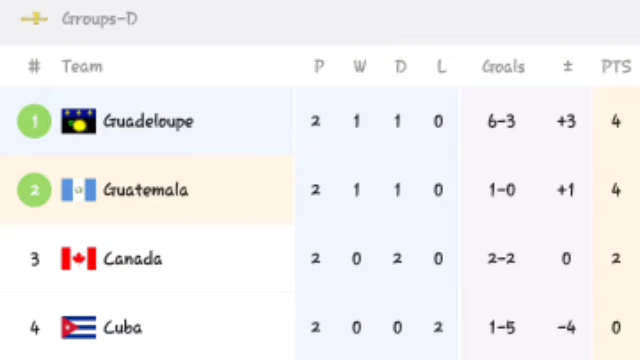 Groups-D
# Team P W D L Goals ± PTS
1 Guadeloupe 2 1 1 0 6-3 +3 4
2 Guatemala 2 1 1 0 1-0 +1 4
3 Canada 2 0 2 0 2-2 0 2
4 Cuba 2 0 0 2 1-5 -4 0